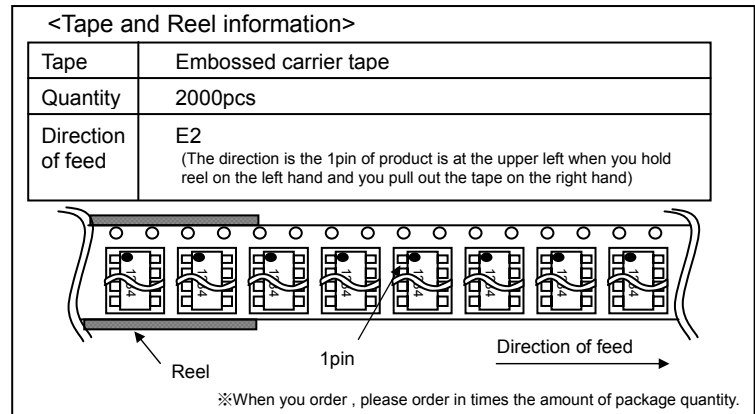 <Tape and Reel information>
Tape Embossed carrier tape
Quantity 2000pcs
Direction of feed E2
(The direction is the 1pin of product is at the upper left when you hold
reel on the left hand and you pull out the tape on the right hand)
Reel
1pin
Direction of feed
※When you order , please order in times the amount of package quantity.